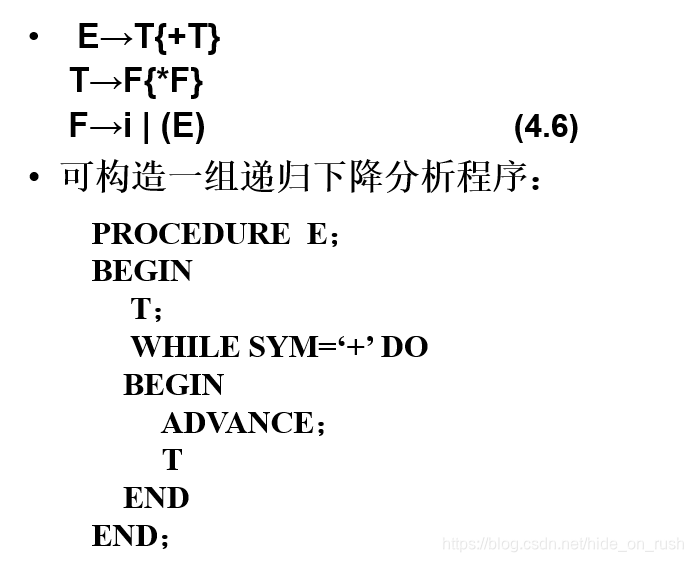 • E→T{+T}
T→F{*F}
F→i | (E) (4.6)
• 可构造一组递归下降分析程序：
PROCEDURE E；
BEGIN
T；
WHILE SYM=‘+’ DO
BEGIN
ADVANCE；
T
END
END；
https://blog.csdn.net/hide_on_rush